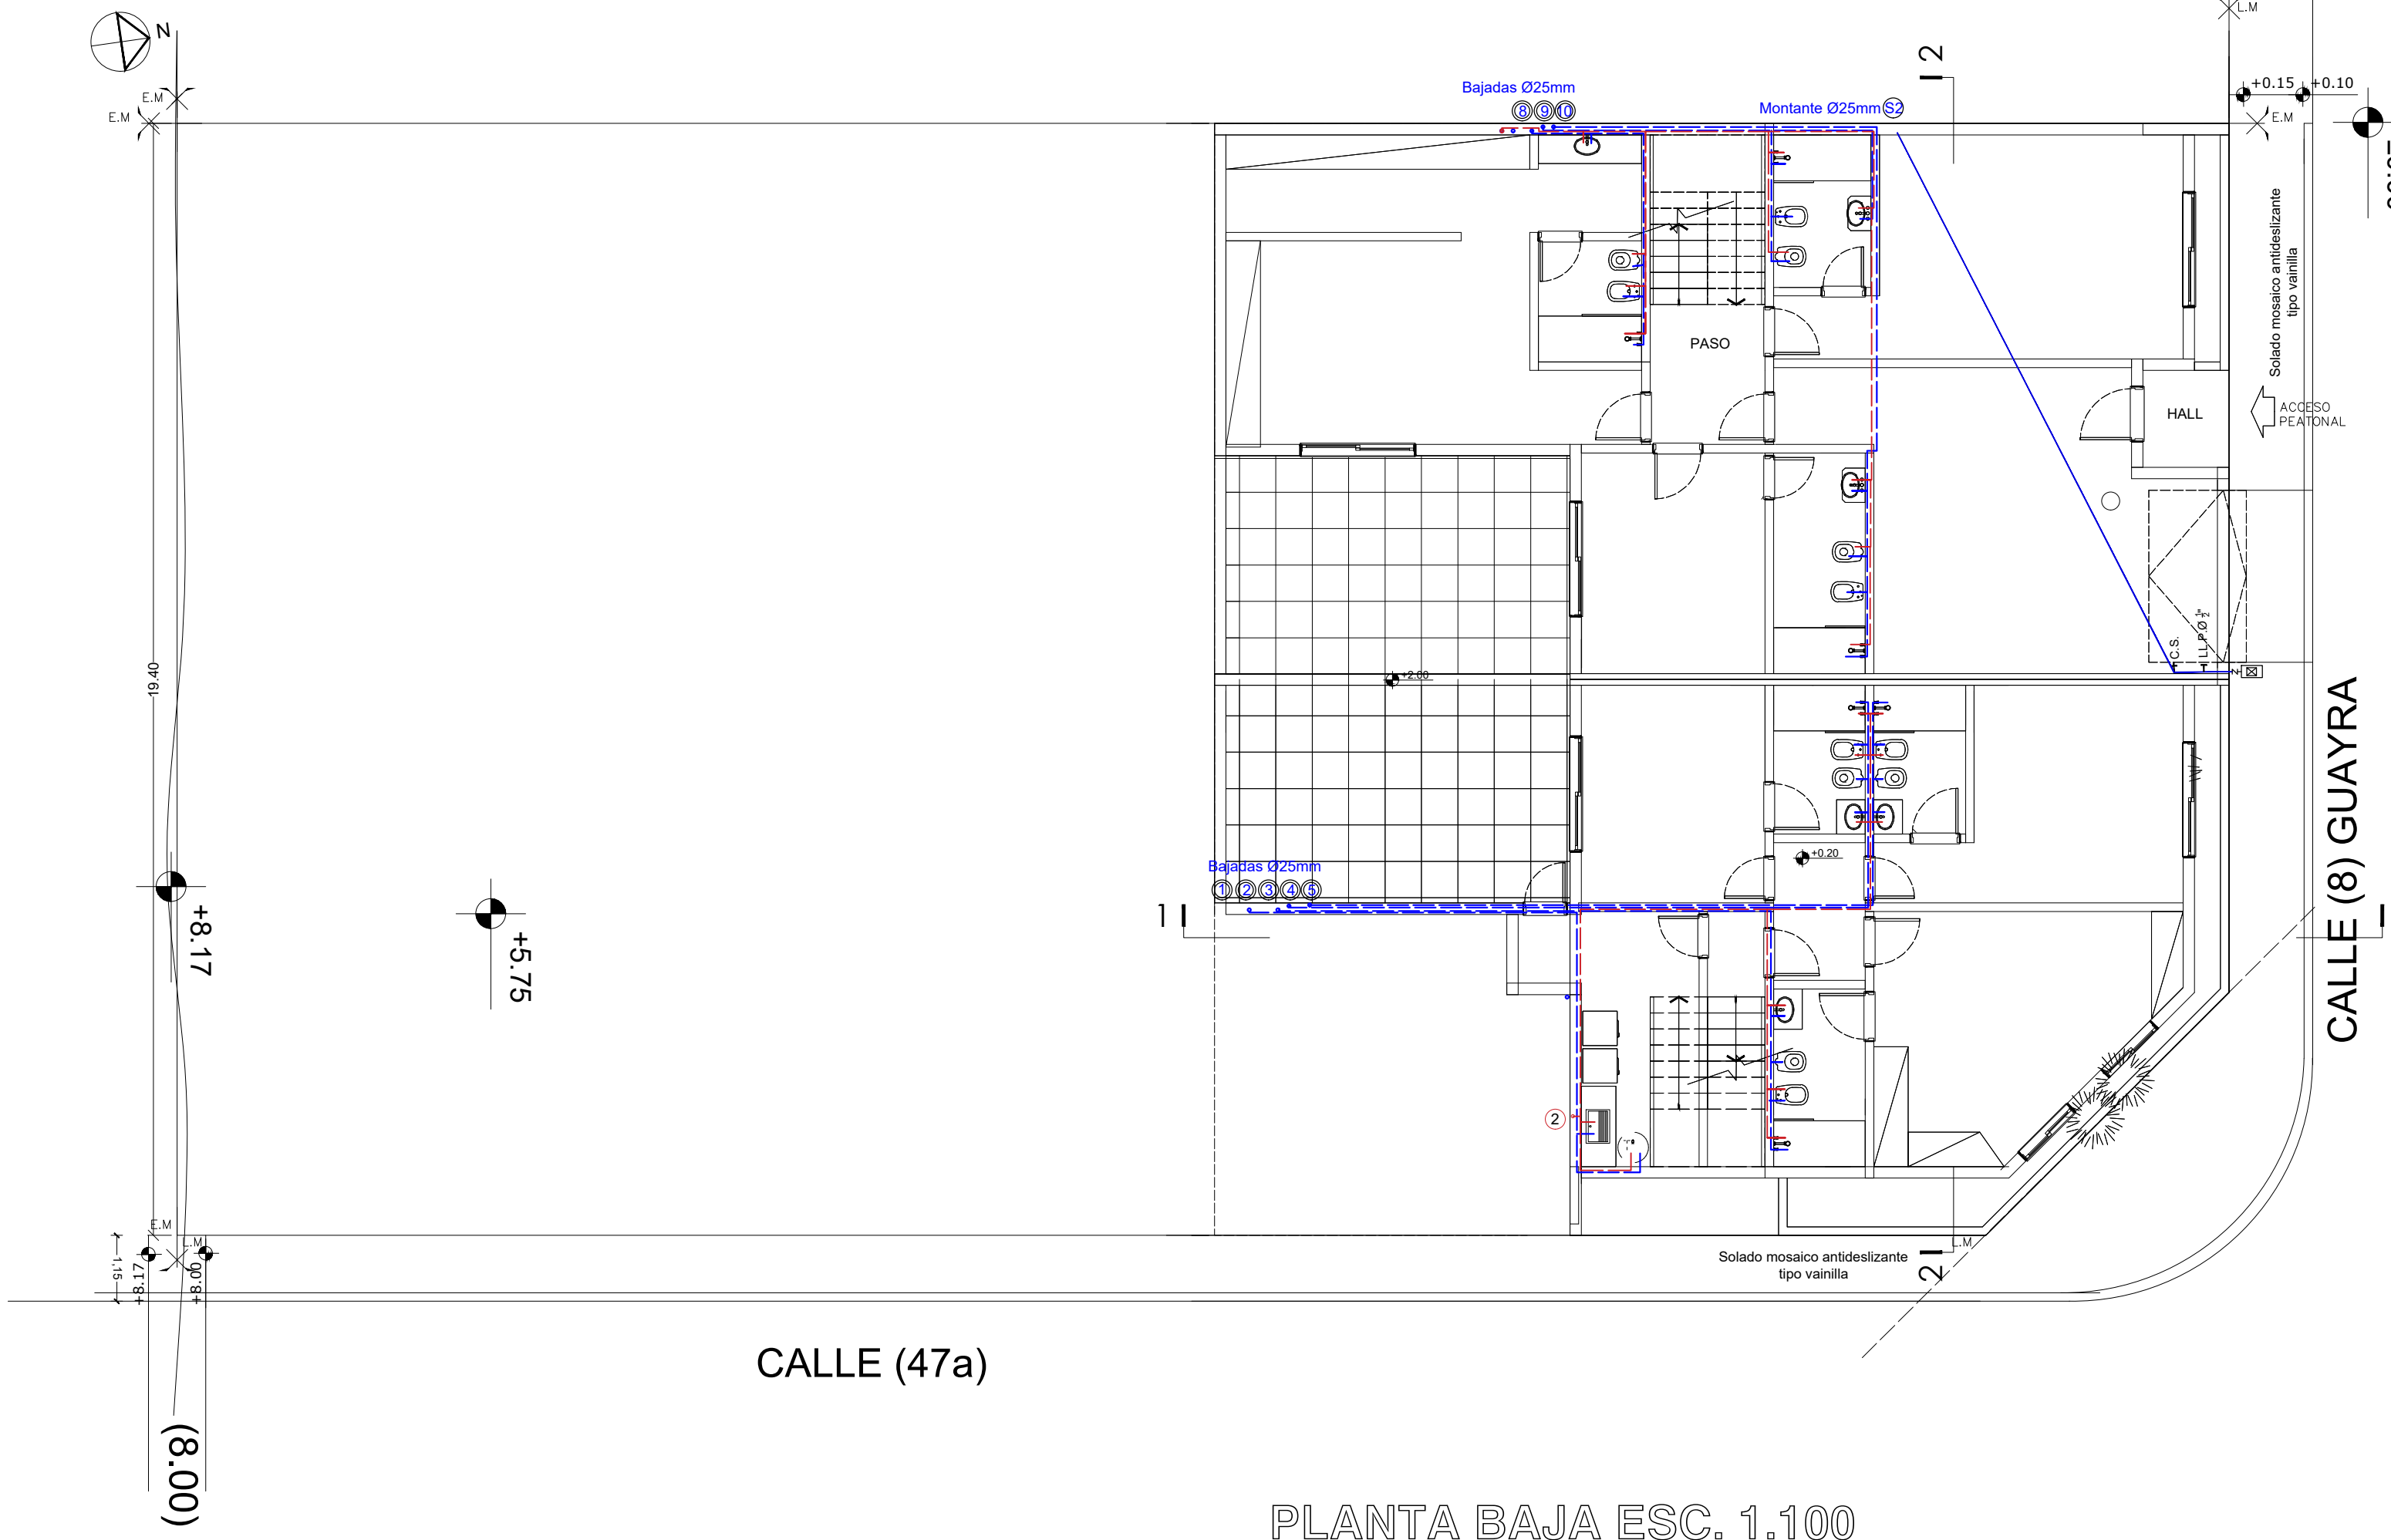 N
L.M
2
+0.15
+0.10
E.M
E.M
E.M
Bajadas Ø25mm
8 9 10
Montante Ø25mm S2
Solado mosaico antideslizante
tipo vainilla
PASO
HALL
ACCESO
PEATONAL
19.40
C.S.
LL.P.Ø ½"
+2.00
CALLE (8) GUAYRA
+0.20
Bajadas Ø25mm
1 2 3 4 5
1
+8.17
+5.75
2
E.M
L.M
1,15
+8.17
+8.00
L.M
Solado mosaico antideslizante
tipo vainilla
2
CALLE (47a)
(8.00)
PLANTA BAJA ESC. 1.100